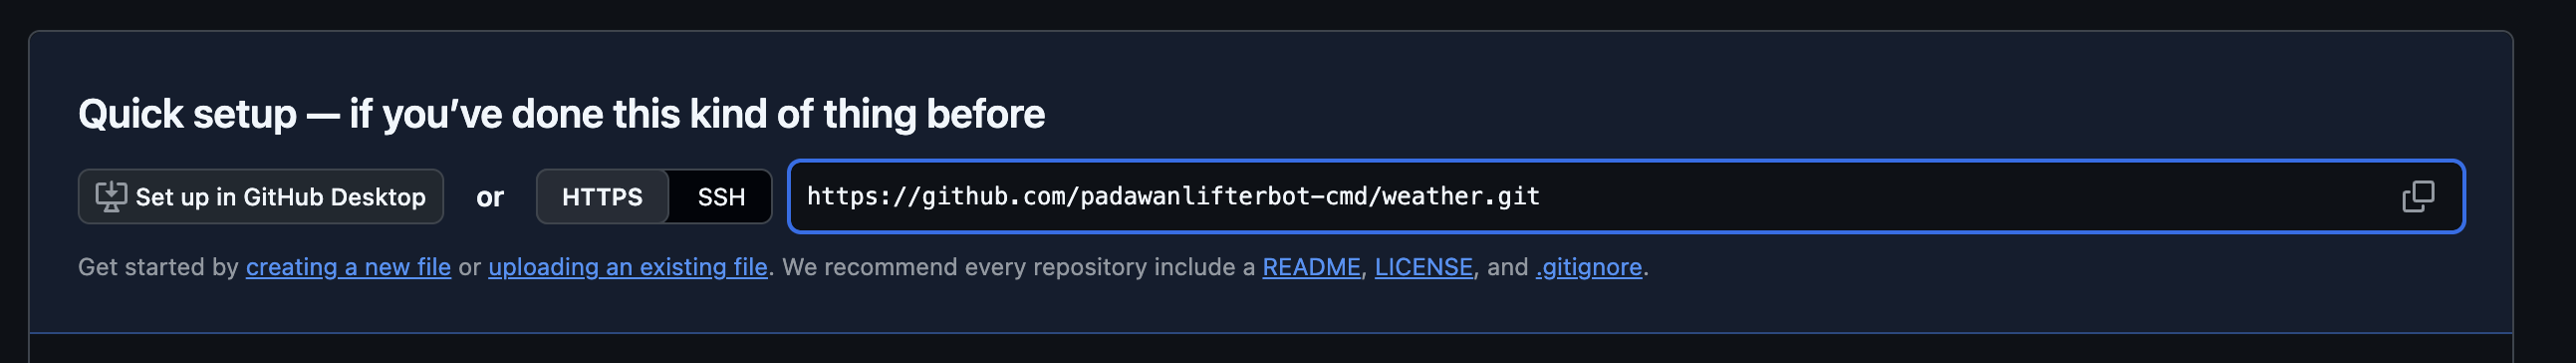 Quick setup — if you’ve done this kind of thing before
Set up in GitHub Desktop or HTTPS SSH https://github.com/padawanlifterbot-cmd/weather.git
Get started by creating a new file or uploading an existing file. We recommend every repository include a README, LICENSE, and .gitignore.